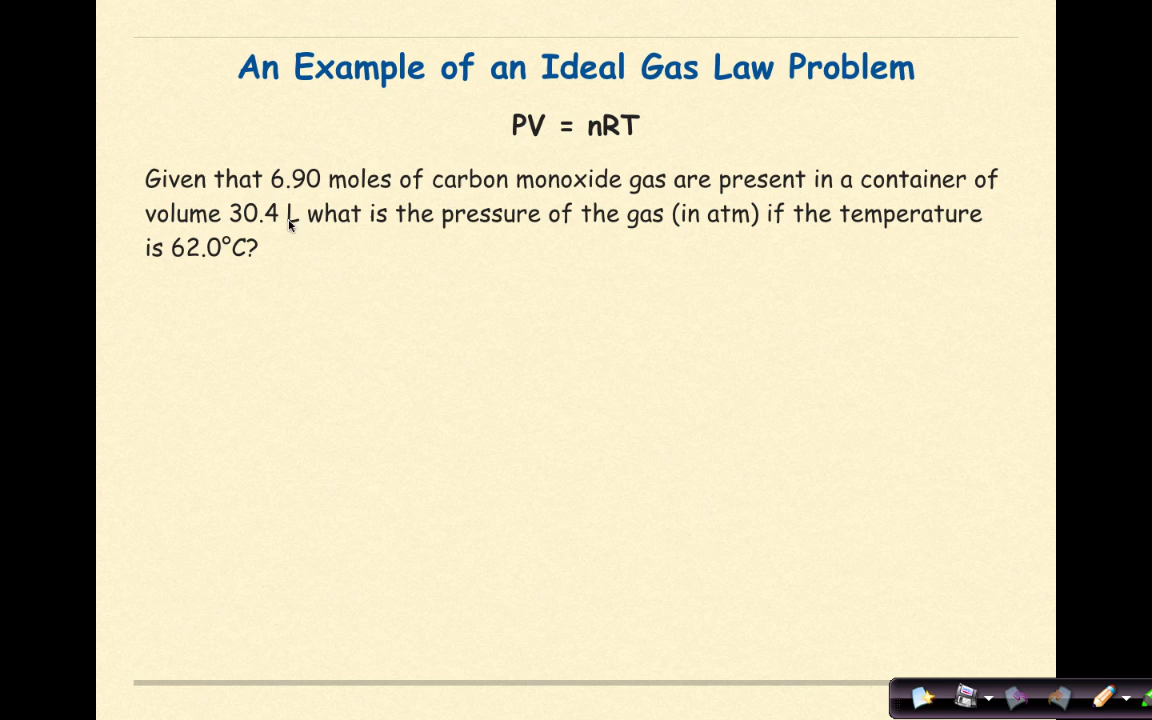 An Example of an Ideal Gas Law Problem
PV = nRT
Given that 6.90 moles of carbon monoxide gas are present in a container of
volume 30.4 L what is the pressure of the gas (in atm) if the temperature
is 62.0°C?